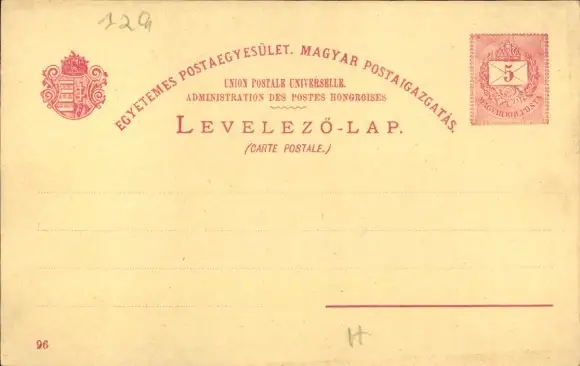 12G
EGYETEMES POSTAEGYESÜLET. MAGYAR POSTAIGAZGATÁS.
5
MAGYAR KIR. POSTA
UNION POSTALE UNIVERSELLE.
ADMINISTRATION DES POSTES HONGROISES
LEVELEZŐ-LAP.
(CARTE POSTALE.)
H
96